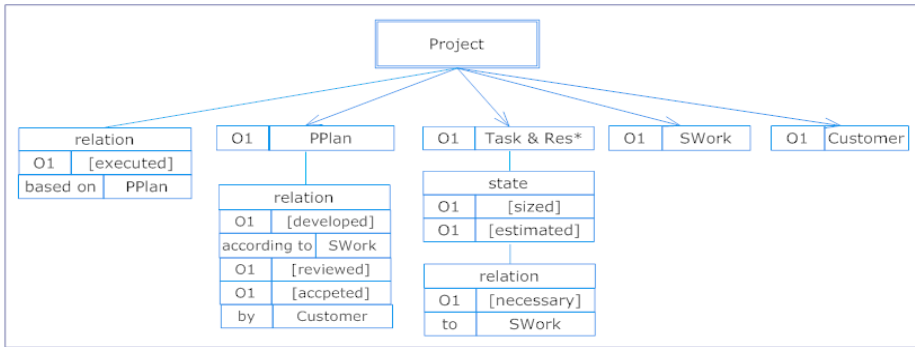 Project
relation
O1 [executed]
based on PPlan
O1 PPlan
relation
O1 [developed]
according to SWork
O1 [reviewed]
O1 [accpeted]
by Customer
O1 Task & Res*
state
O1 [sized]
O1 [estimated]
relation
O1 [necessary]
to SWork
O1 SWork
O1 Customer